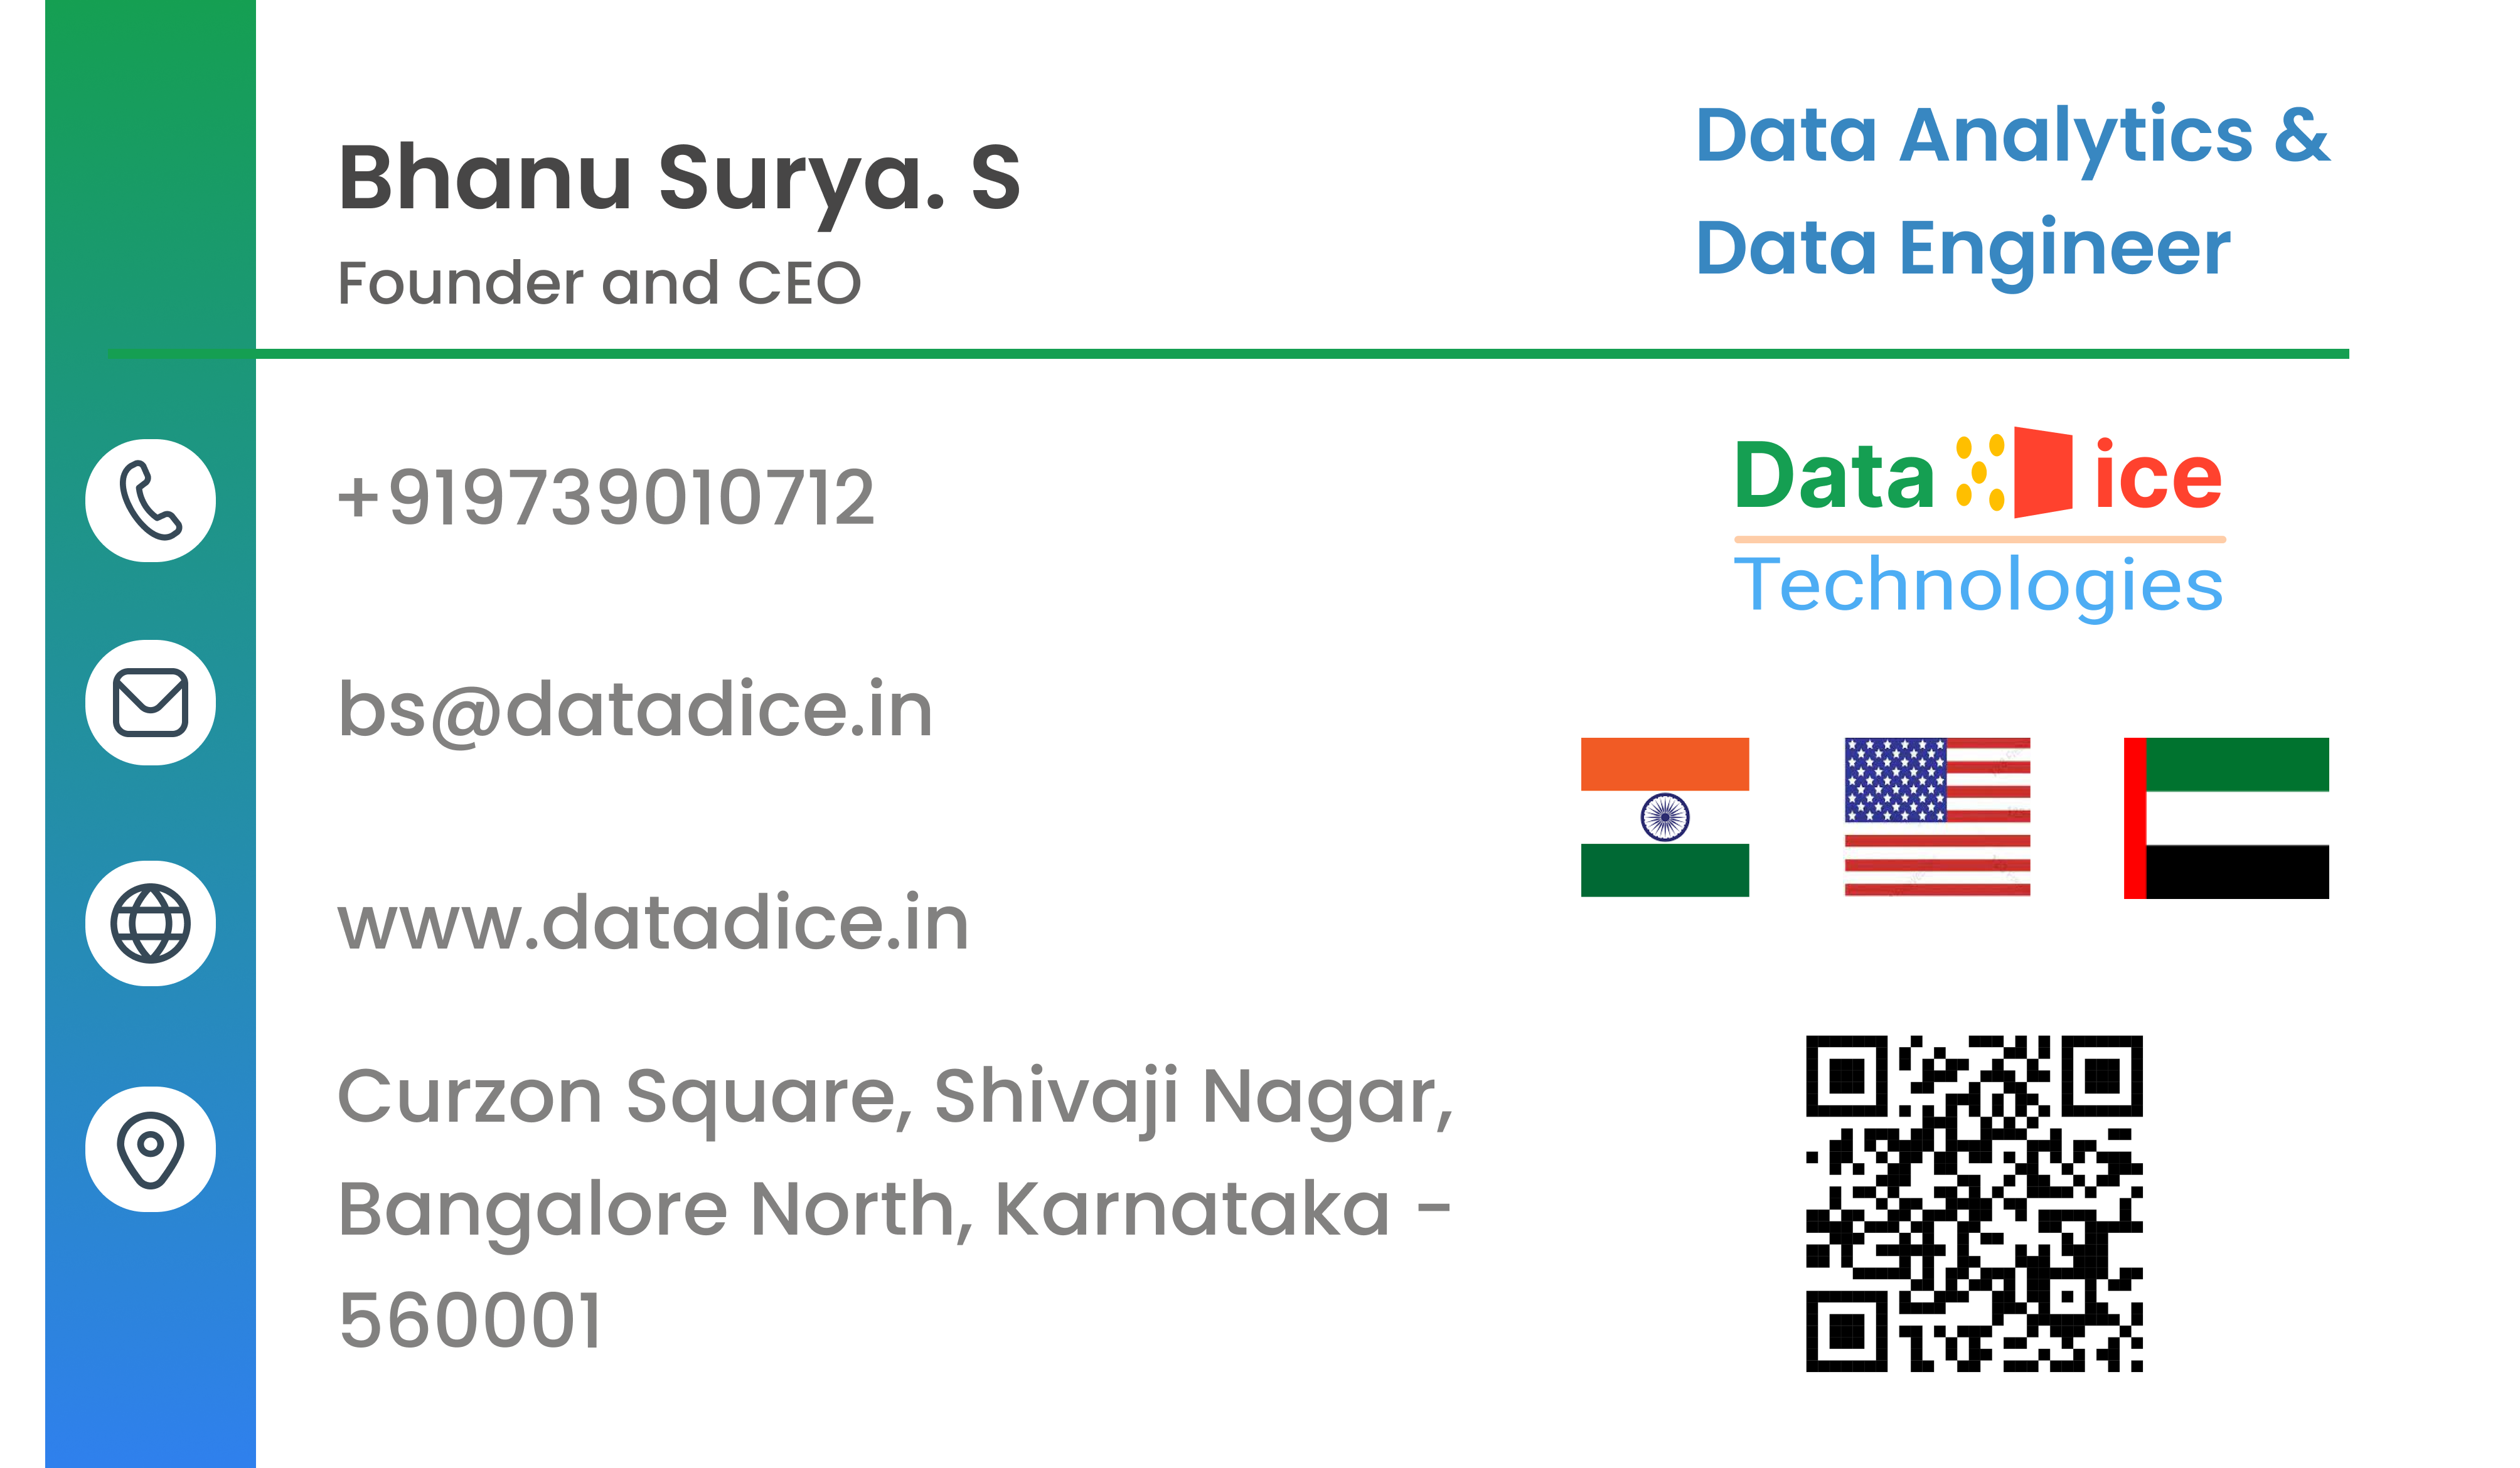 Bhanu Surya. S
Founder and CEO
Data Analytics &
Data Engineer
+919739010712
bs@datadice.in
www.datadice.in
Curzon Square, Shivaji Nagar,
Bangalore North, Karnataka -
560001
Data Dice
Technologies